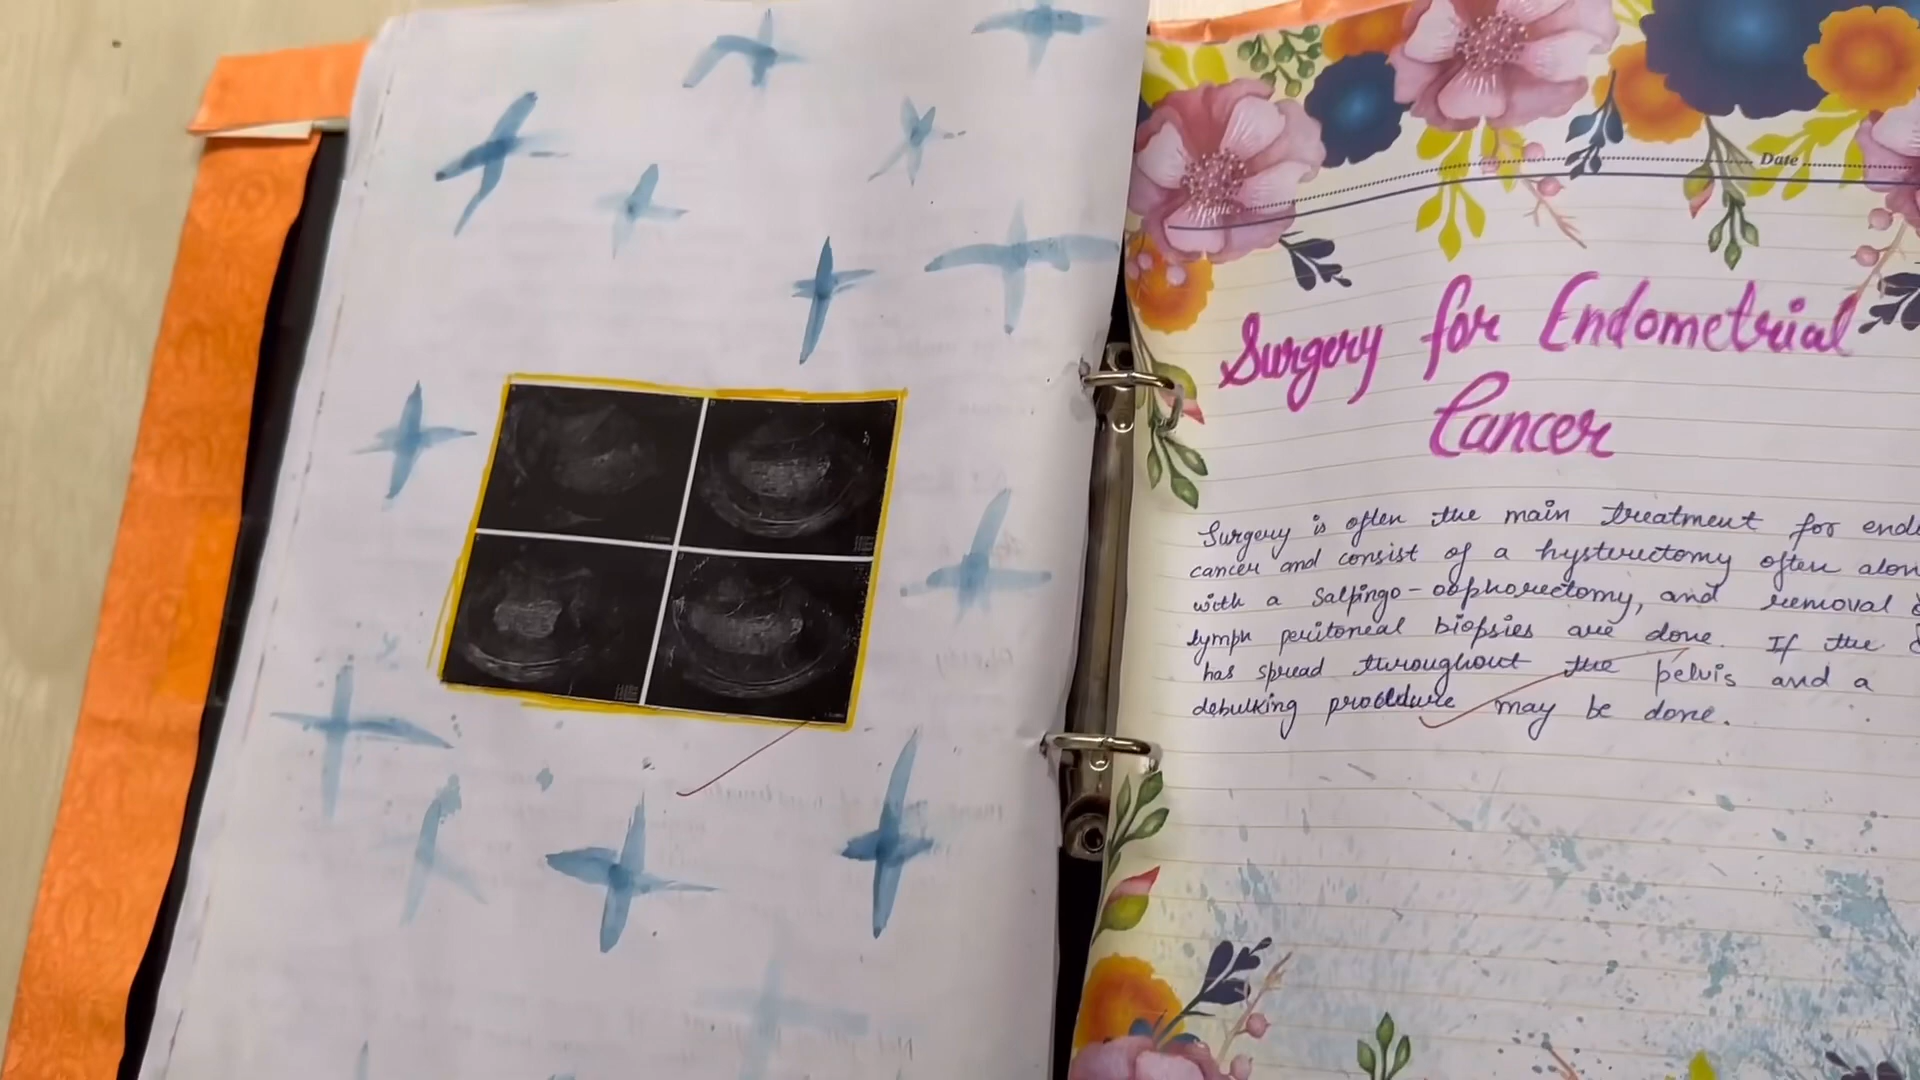 Date
Surgery for Endometrial
Cancer
Surgery is often the main treatment for
cancer and consist of a hysterectomy often
with a Salpingo-oophorectomy, and removal
lymph peritoneal biopsies are done. If the
has spread throughout the pelvis and a
debulking procedure may be done.